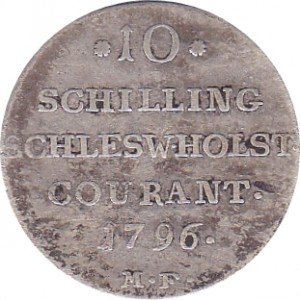 * 10 *
SCHILLING
SCHLESWHOLST
COURANT.
1796.
M.F.